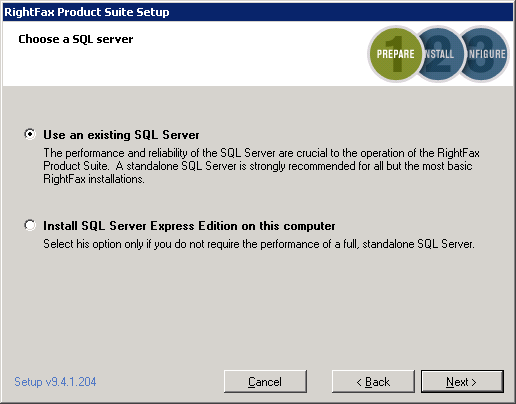 RightFax Product Suite Setup
Choose a SQL server
1 PREPARE
2 INSTALL
3 NFIGURE
Use an existing SQL Server
The performance and reliability of the SQL Server are crucial to the operation of the RightFax
Product Suite. A standalone SQL Server is strongly recommended for all but the most basic
RightFax installations.
Install SQL Server Express Edition on this computer
Select his option only if you do not require the performance of a full, standalone SQL Server.
Setup v9.4.1.204
Cancel
< Back
Next >